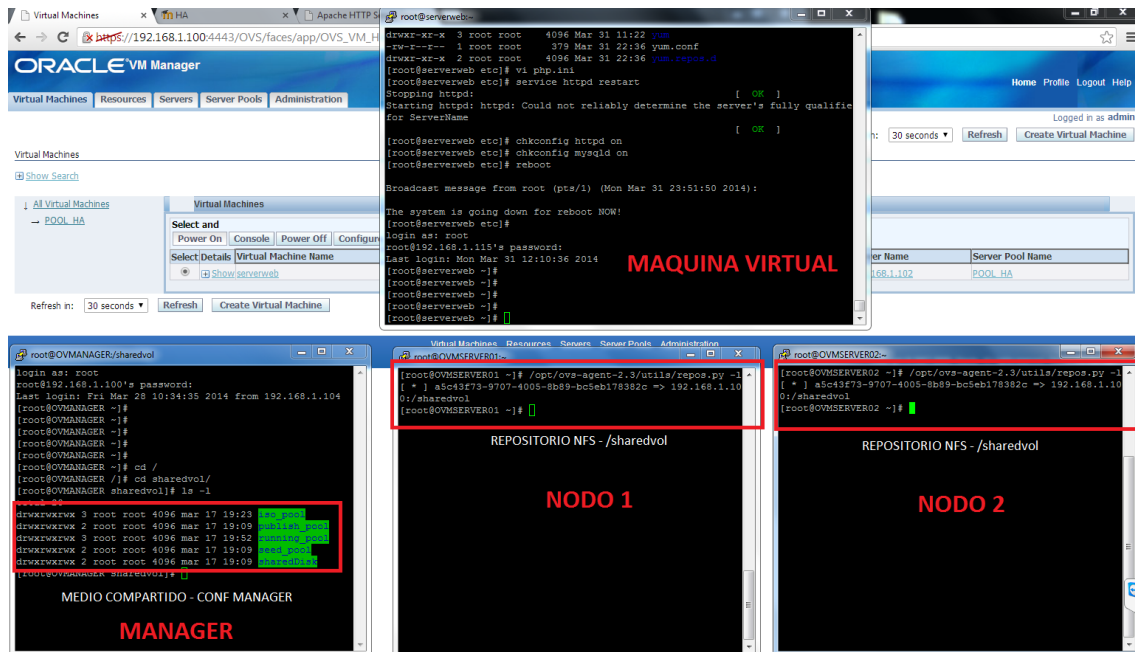 Virtual Machines
HA
Apache HTTP S
https://192.168.1.100:4443/OVS/faces/app/OVS_VM_H
ORACLE VM Manager
Home Profile Logout Help
Virtual Machines Resources Servers Server Pools Administration
Logged in as admin
30 seconds Refresh Create Virtual Machine
Virtual Machines
Show Search
All Virtual Machines
POOL_HA
Virtual Machines
Select and
Power On Console Power Off Configur
Select Details Virtual Machine Name
er Name Server Pool Name
Show serverweb
168.1.102 POOL_HA
Refresh in: 30 seconds Refresh Create Virtual Machine
root@serverweb:~
drwxr-xr-x 3 root root 4096 Mar 31 11:22 yum
-rw-r--r-- 1 root root 379 Mar 31 22:36 yum.conf
drwxr-xr-x 2 root root 4096 Mar 31 22:36 yum.repos.d
[root@serverweb etc]# vi php.ini
[root@serverweb etc]# service httpd restart
Stopping httpd: [ OK ]
Starting httpd: httpd: Could not reliably determine the server's fully qualifie
for ServerName
[ OK ]
[root@serverweb etc]# chkconfig httpd on
[root@serverweb etc]# chkconfig mysqld on
[root@serverweb etc]# reboot
Broadcast message from root (pts/1) (Mon Mar 31 23:51:50 2014):
The system is going down for reboot NOW!
[root@serverweb etc]#
login as: root
root@192.168.1.115's password:
Last login: Mon Mar 31 12:10:36 2014
[root@serverweb ~]#
[root@serverweb ~]#
[root@serverweb ~]#
[root@serverweb ~]#
[root@serverweb ~]#
MAQUINA VIRTUAL
Virtual Machines Resources Servers Server Pools Administration
root@OVMANAGER:/sharedvol
login as: root
root@192.168.1.100's password:
Last login: Fri Mar 28 10:34:35 2014 from 192.168.1.104
[root@OVMANAGER ~]#
[root@OVMANAGER ~]#
[root@OVMANAGER ~]#
[root@OVMANAGER ~]#
[root@OVMANAGER ~]#
[root@OVMANAGER ~]# cd /
[root@OVMANAGER /]# cd sharedvol/
[root@OVMANAGER sharedvol]# ls -l
drwxrwxrwx 3 root root 4096 mar 17 19:23 iso_pool
drwxrwxrwx 2 root root 4096 mar 17 19:09 publish_pool
drwxrwxrwx 3 root root 4096 mar 17 19:52 running_pool
drwxrwxrwx 2 root root 4096 mar 17 19:09 seed_pool
drwxrwxrwx 2 root root 4096 mar 17 19:09 sharedDisk
[root@OVMANAGER sharedvol]#
MEDIO COMPARTIDO - CONF MANAGER
MANAGER
root@OVMSERVER01:~
[root@OVMSERVER01 ~]# /opt/ovs-agent-2.3/utils/repos.py -l
[ * ] a5c43f73-9707-4005-8b89-bc5eb178382c => 192.168.1.10
0:/sharedvol
[root@OVMSERVER01 ~]#
REPOSITORIO NFS - /sharedvol
NODO 1
root@OVMSERVER02:~
[root@OVMSERVER02 ~]# /opt/ovs-agent-2.3/utils/repos.py -l
[ * ] a5c43f73-9707-4005-8b89-bc5eb178382c => 192.168.1.10
0:/sharedvol
[root@OVMSERVER02 ~]#
REPOSITORIO NFS - /sharedvol
NODO 2